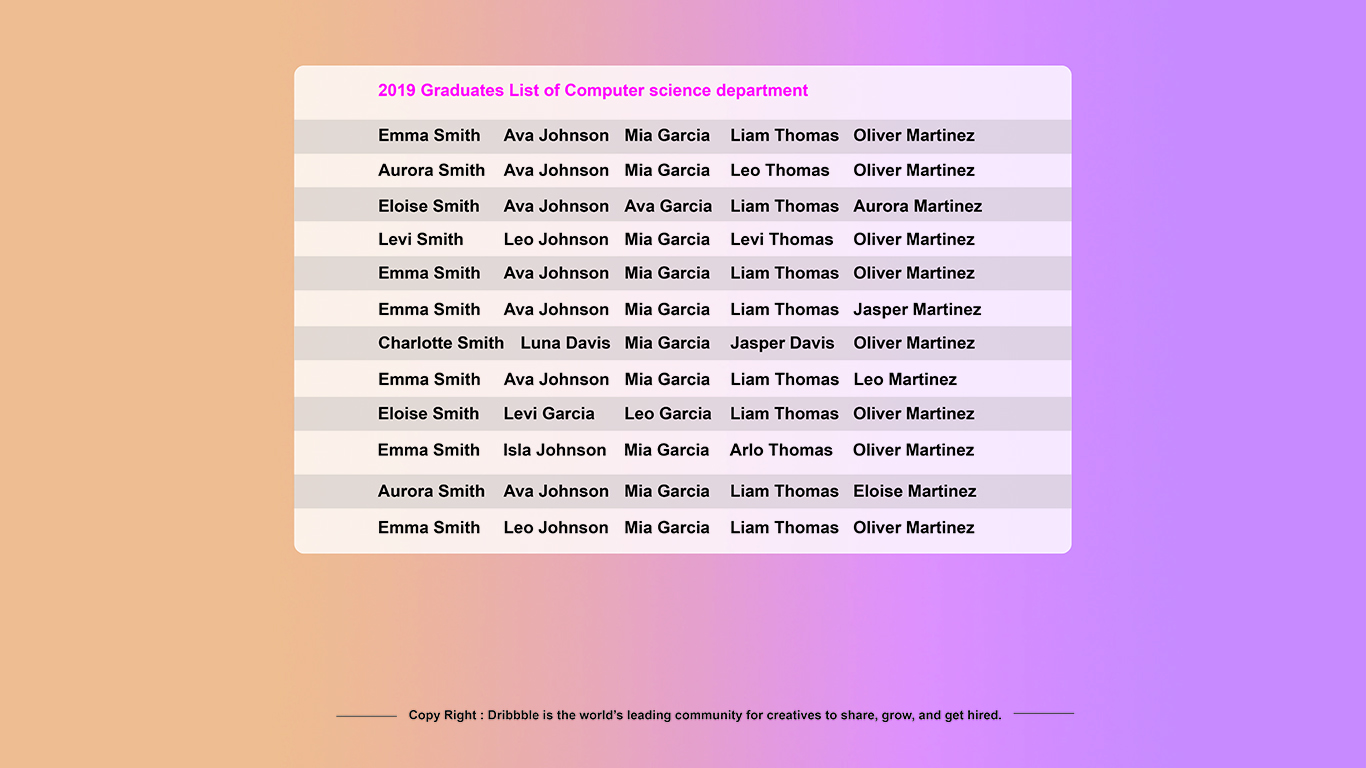 2019 Graduates List of Computer science department
Emma Smith Ava Johnson Mia Garcia Liam Thomas Oliver Martinez
Aurora Smith Ava Johnson Mia Garcia Leo Thomas Oliver Martinez
Eloise Smith Ava Johnson Ava Garcia Liam Thomas Aurora Martinez
Levi Smith Leo Johnson Mia Garcia Levi Thomas Oliver Martinez
Emma Smith Ava Johnson Mia Garcia Liam Thomas Oliver Martinez
Emma Smith Ava Johnson Mia Garcia Liam Thomas Jasper Martinez
Charlotte Smith Luna Davis Mia Garcia Jasper Davis Oliver Martinez
Emma Smith Ava Johnson Mia Garcia Liam Thomas Leo Martinez
Eloise Smith Levi Garcia Leo Garcia Liam Thomas Oliver Martinez
Emma Smith Isla Johnson Mia Garcia Arlo Thomas Oliver Martinez
Aurora Smith Ava Johnson Mia Garcia Liam Thomas Eloise Martinez
Emma Smith Leo Johnson Mia Garcia Liam Thomas Oliver Martinez
Copy Right : Dribbble is the world’s leading community for creatives to share, grow, and get hired.